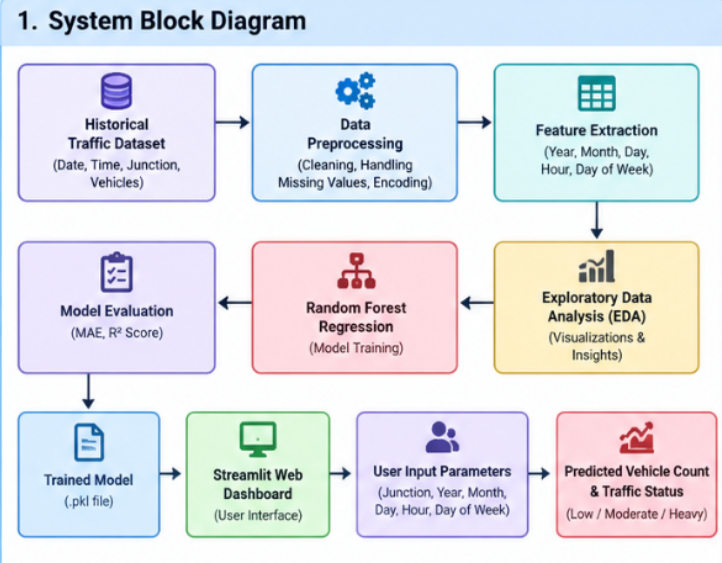 1. System Block Diagram
Historical
Traffic Dataset
(Date, Time, Junction,
Vehicles)
Data
Preprocessing
(Cleaning, Handling
Missing Values, Encoding)
Feature Extraction
(Year, Month, Day,
Hour, Day of Week)
Model Evaluation
(MAE, R² Score)
Random Forest
Regression
(Model Training)
Exploratory Data
Analysis (EDA)
(Visualizations &
Insights)
Trained Model
(.pkl file)
Streamlit Web
Dashboard
(User Interface)
User Input Parameters
(Junction, Year, Month,
Day, Hour, Day of Week)
Predicted Vehicle Count
& Traffic Status
(Low / Moderate / Heavy)